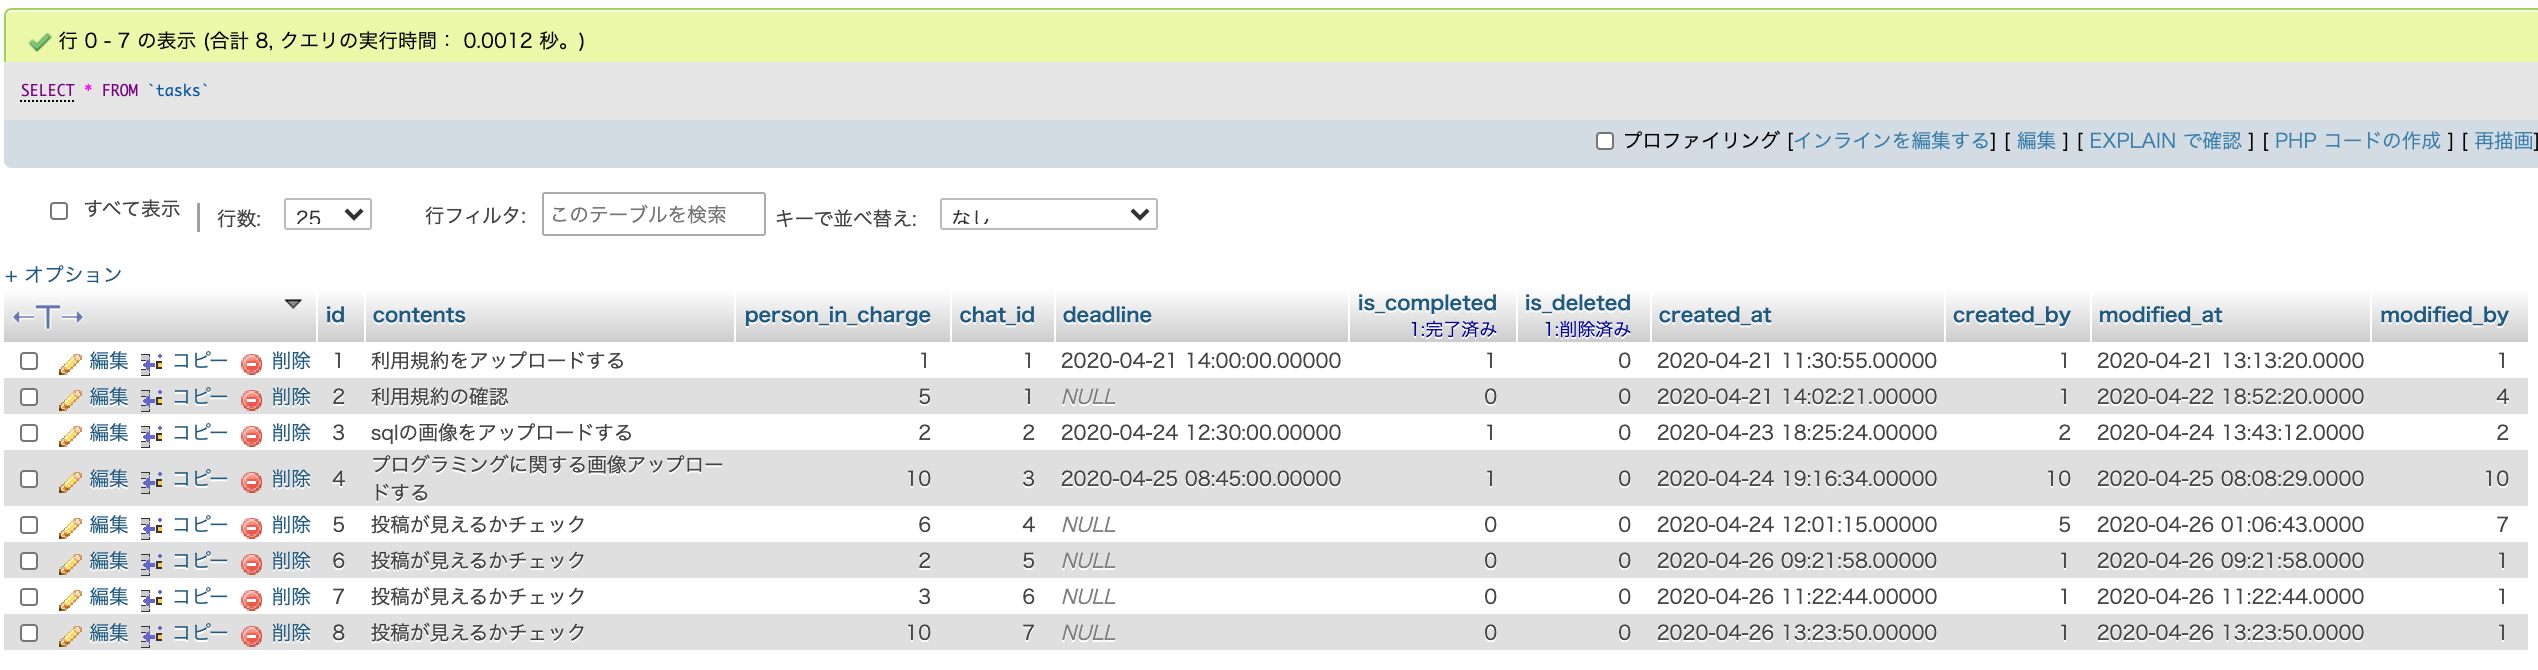 行 0 - 7 の表示 (合計 8, クエリの実行時間： 0.0012 秒。)
SELECT * FROM `tasks`
プロファイリング [インラインを編集する] [ 編集 ] [ EXPLAIN で確認 ] [ PHP コードの作成 ] [ 再描画]
すべて表示 | 行数: 25 行フィルタ: このテーブルを検索 キーで並べ替え: なし
+ オプション
←T→ id contents person_in_charge chat_id deadline is_completed 1:完了済み is_deleted 1:削除済み created_at created_by modified_at modified_by
編集 コピー 削除 1 利用規約をアップロードする 1 1 2020-04-21 14:00:00.00000 1 0 2020-04-21 11:30:55.00000 1 2020-04-21 13:13:20.0000 1
編集 コピー 削除 2 利用規約の確認 5 1 NULL 0 0 2020-04-21 14:02:21.00000 1 2020-04-22 18:52:20.0000 4
編集 コピー 削除 3 sqlの画像をアップロードする 2 2 2020-04-24 12:30:00.00000 1 0 2020-04-23 18:25:24.00000 2 2020-04-24 13:43:12.0000 2
編集 コピー 削除 4 プログラミングに関する画像アップロー
ドする 10 3 2020-04-25 08:45:00.00000 1 0 2020-04-24 19:16:34.00000 10 2020-04-25 08:08:29.0000 10
編集 コピー 削除 5 投稿が見えるかチェック 6 4 NULL 0 0 2020-04-24 12:01:15.00000 5 2020-04-26 01:06:43.0000 7
編集 コピー 削除 6 投稿が見えるかチェック 2 5 NULL 0 0 2020-04-26 09:21:58.00000 1 2020-04-26 09:21:58.0000 1
編集 コピー 削除 7 投稿が見えるかチェック 3 6 NULL 0 0 2020-04-26 11:22:44.00000 1 2020-04-26 11:22:44.0000 1
編集 コピー 削除 8 投稿が見えるかチェック 10 7 NULL 0 0 2020-04-26 13:23:50.00000 1 2020-04-26 13:23:50.0000 1